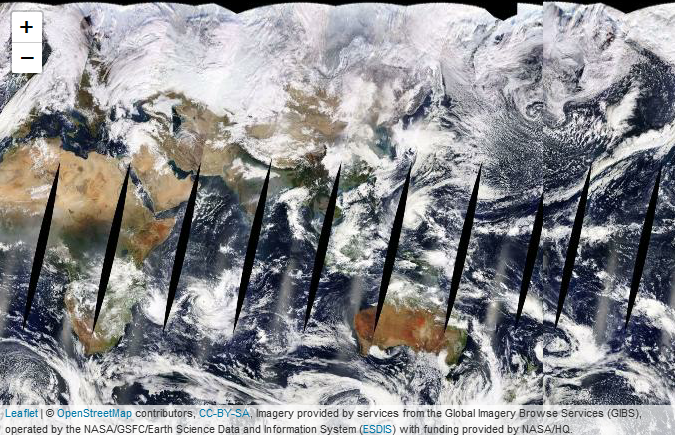 +
−
Leaflet | © OpenStreetMap contributors, CC-BY-SA, Imagery provided by services from the Global Imagery Browse Services (GIBS),
operated by the NASA/GSFC/Earth Science Data and Information System (ESDIS) with funding provided by NASA/HQ.